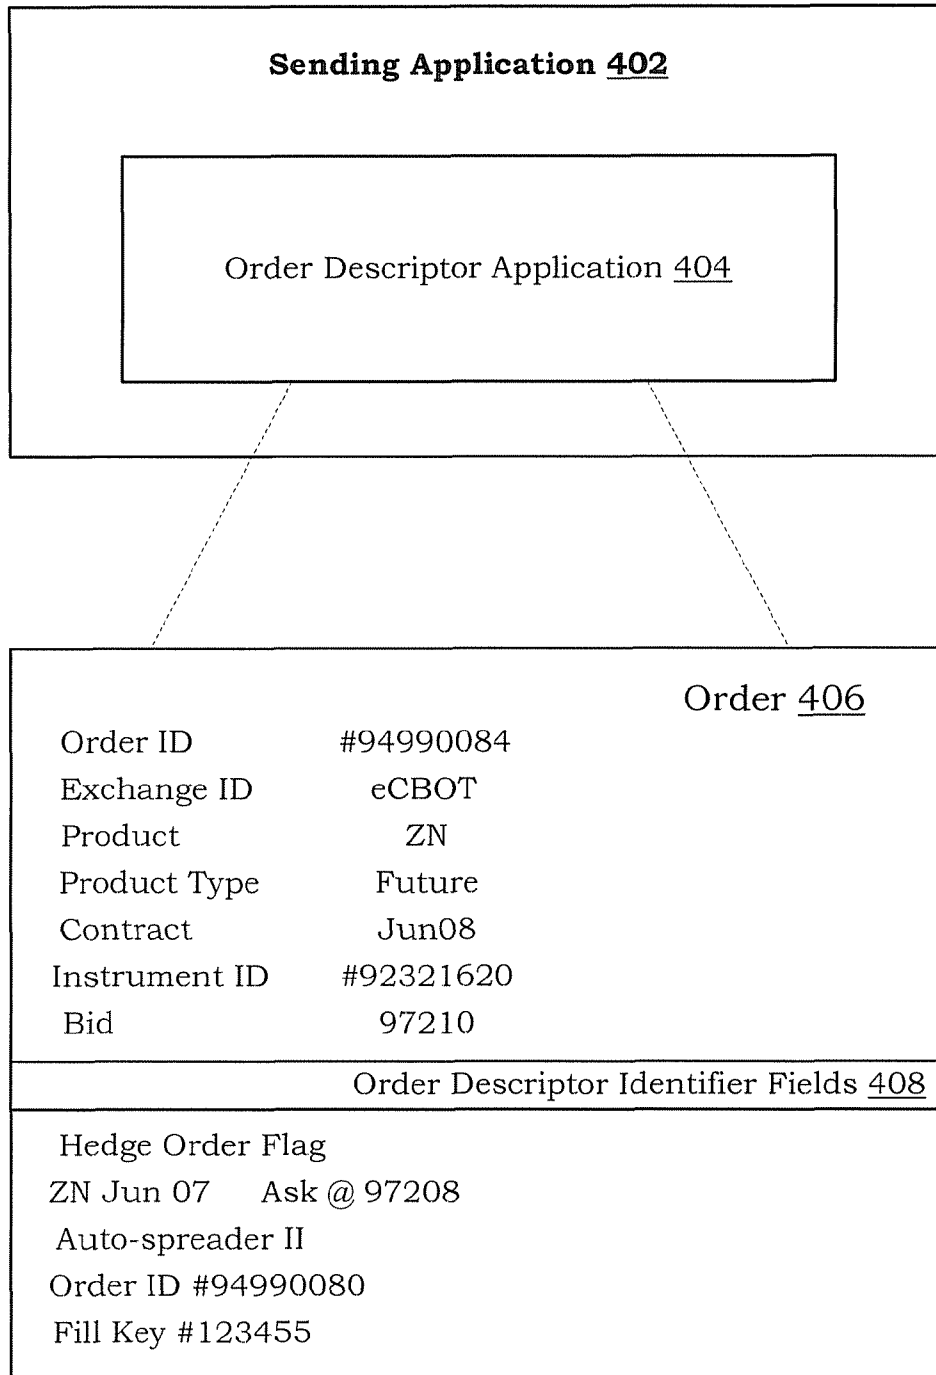 Sending Application 402
Order Descriptor Application 404
Order 406
Order ID #94990084
Exchange ID eCBOT
Product ZN
Product Type Future
Contract Jun08
Instrument ID #92321620
Bid 97210
Order Descriptor Identifier Fields 408
Hedge Order Flag
ZN Jun 07 Ask @ 97208
Auto-spreader II
Order ID #94990080
Fill Key #123455